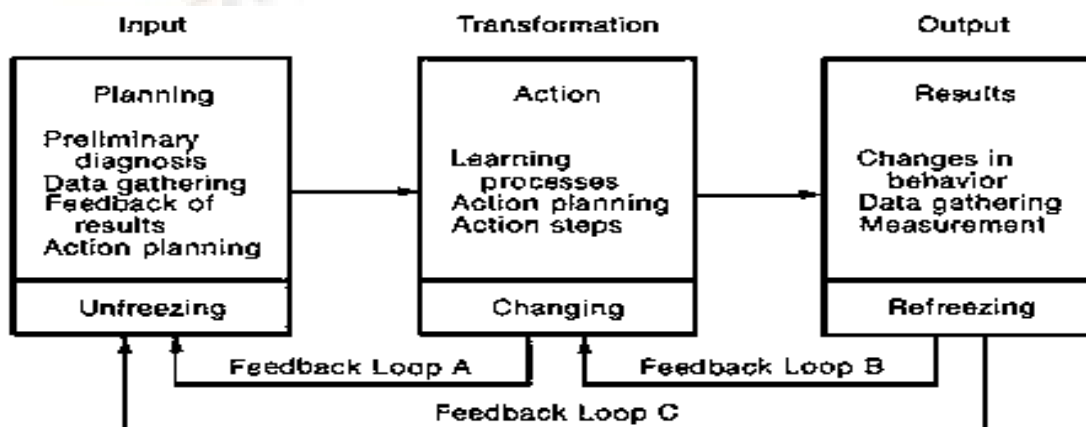 Input
Transformation
Output
Planning
Preliminary
diagnosis
Data gathering
Feedback of
results
Action planning
Unfreezing
Action
Learning
processes
Action planning
Action steps
Changing
Results
Changes in
behavior
Data gathering
Measurement
Refreezing
Feedback Loop A
Feedback Loop B
Feedback Loop C